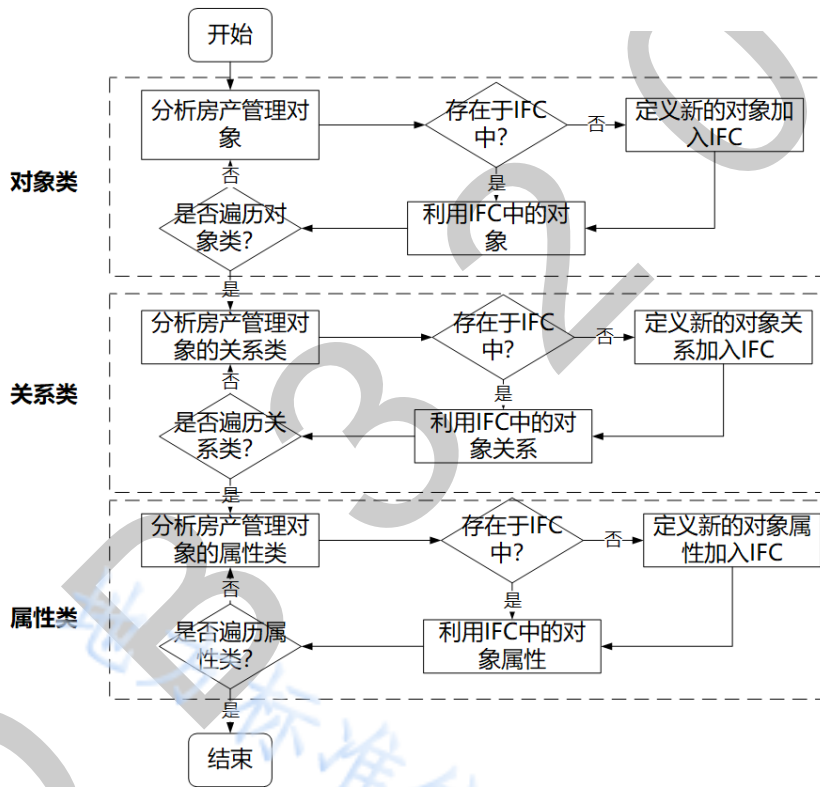 开始
对象类
分析房产管理对
象
存在于IFC
中?
否
定义新的对象加
入IFC
是
利用IFC中的对
象
是否遍历对
象类?
否
是
关系类
分析房产管理对
象的关系类
存在于IFC
中?
否
定义新的对象关
系加入IFC
是
利用IFC中的对
象关系
是否遍历关
系类?
否
是
属性类
分析房产管理对
象的属性类
存在于IFC
中?
否
定义新的对象属
性加入IFC
是
利用IFC中的对
象属性
是否遍历属
性类?
否
是
结束
B 3 2 0
地方标准